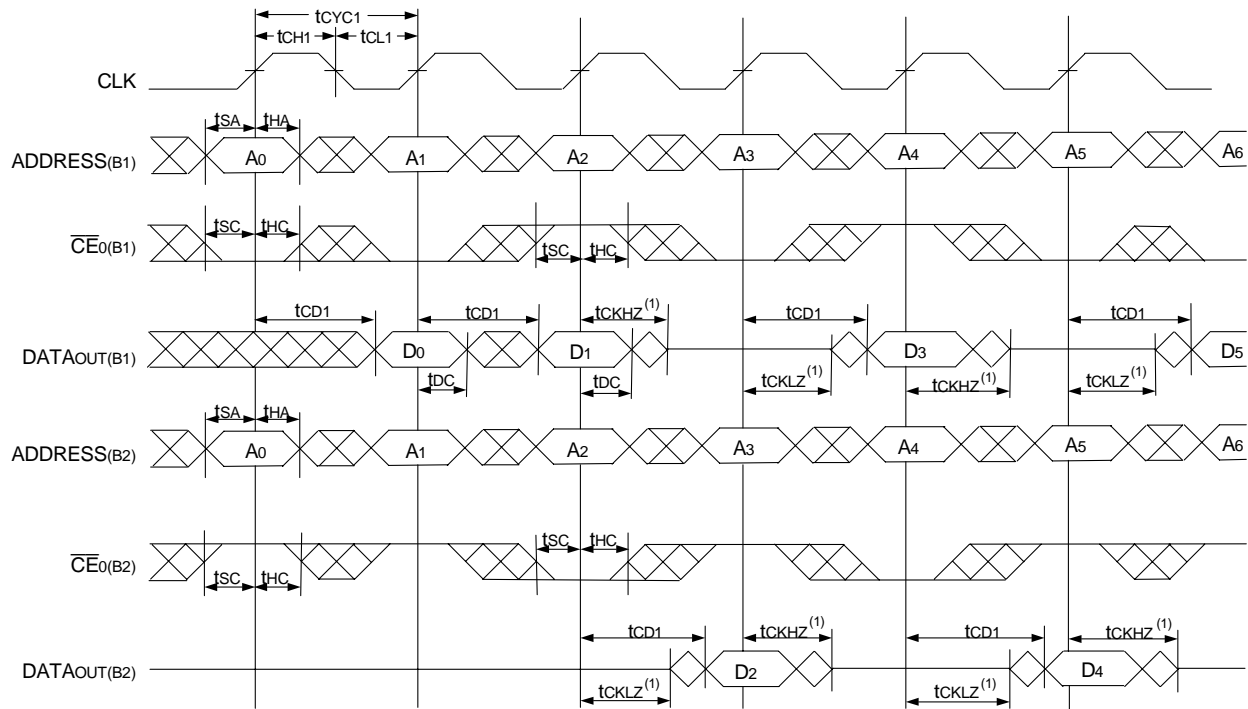 tCYC1
tCH1 tCL1
CLK
tSA tHA
ADDRESS(B1) A0 A1 A2 A3 A4 A5 A6
tSC tHC
CE0(B1)
tSC tHC
tCD1 tCD1 tCKHZ(1) tCD1 tCD1
DATAOUT(B1) D0 D1 D3 D5
tDC tDC tCKLZ(1) tCKHZ(1) tCKLZ(1)
tSA tHA
ADDRESS(B2) A0 A1 A2 A3 A4 A5 A6
tSC tHC
CE0(B2)
tSC tHC
tCD1 tCKHZ(1) tCD1 tCKHZ(1)
DATAOUT(B2) D2 D4
tCKLZ(1) tCKLZ(1)